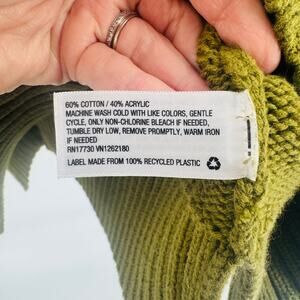 60% COTTON / 40% ACRYLIC
MACHINE WASH COLD WITH LIKE COLORS, GENTLE
CYCLE, ONLY NON-CHLORINE BLEACH IF NEEDED,
TUMBLE DRY LOW, REMOVE PROMPTLY, WARM IRON
IF NEEDED
RN17730 VN1262180
LABEL MADE FROM 100% RECYCLED PLASTIC